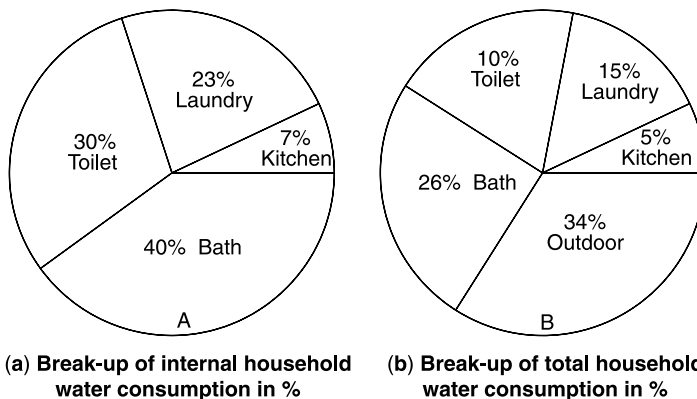 23%
Laundry
7%
Kitchen
30%
Toilet
40% Bath
A
(a) Break-up of internal household
water consumption in %
10%
Toilet
15%
Laundry
5%
Kitchen
26% Bath
34%
Outdoor
B
(b) Break-up of total household
water consumption in %